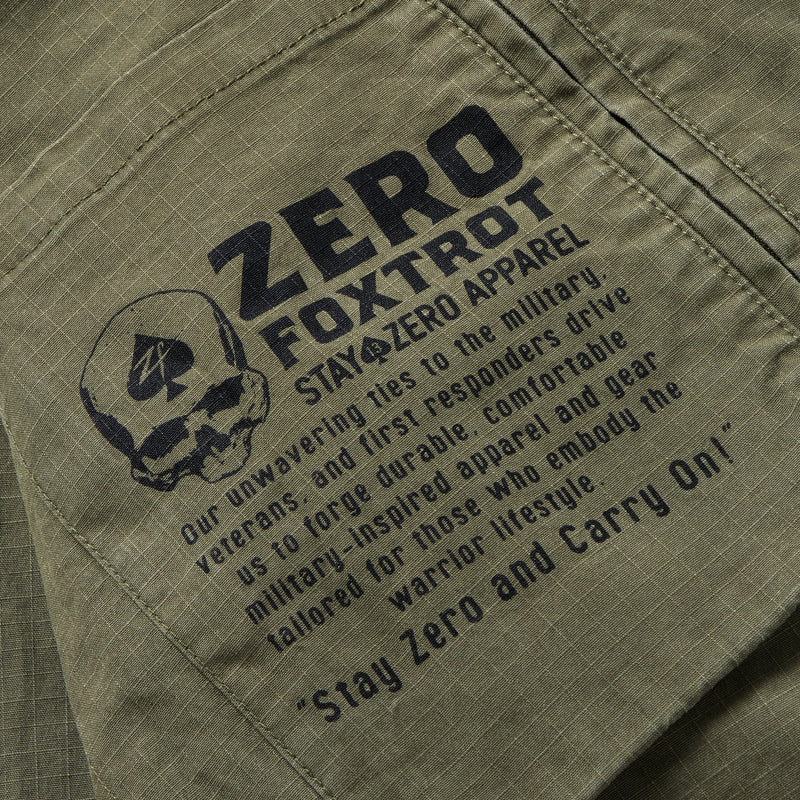 ZERO
FOXTROT
STAY ZERO APPAREL
ZF
Our unwavering ties to the military,
veterans, and first responders drive
us to forge durable, comfortable
military-inspired apparel and gear
tailored for those who embody the
warrior lifestyle.
"Stay Zero and Carry On!"